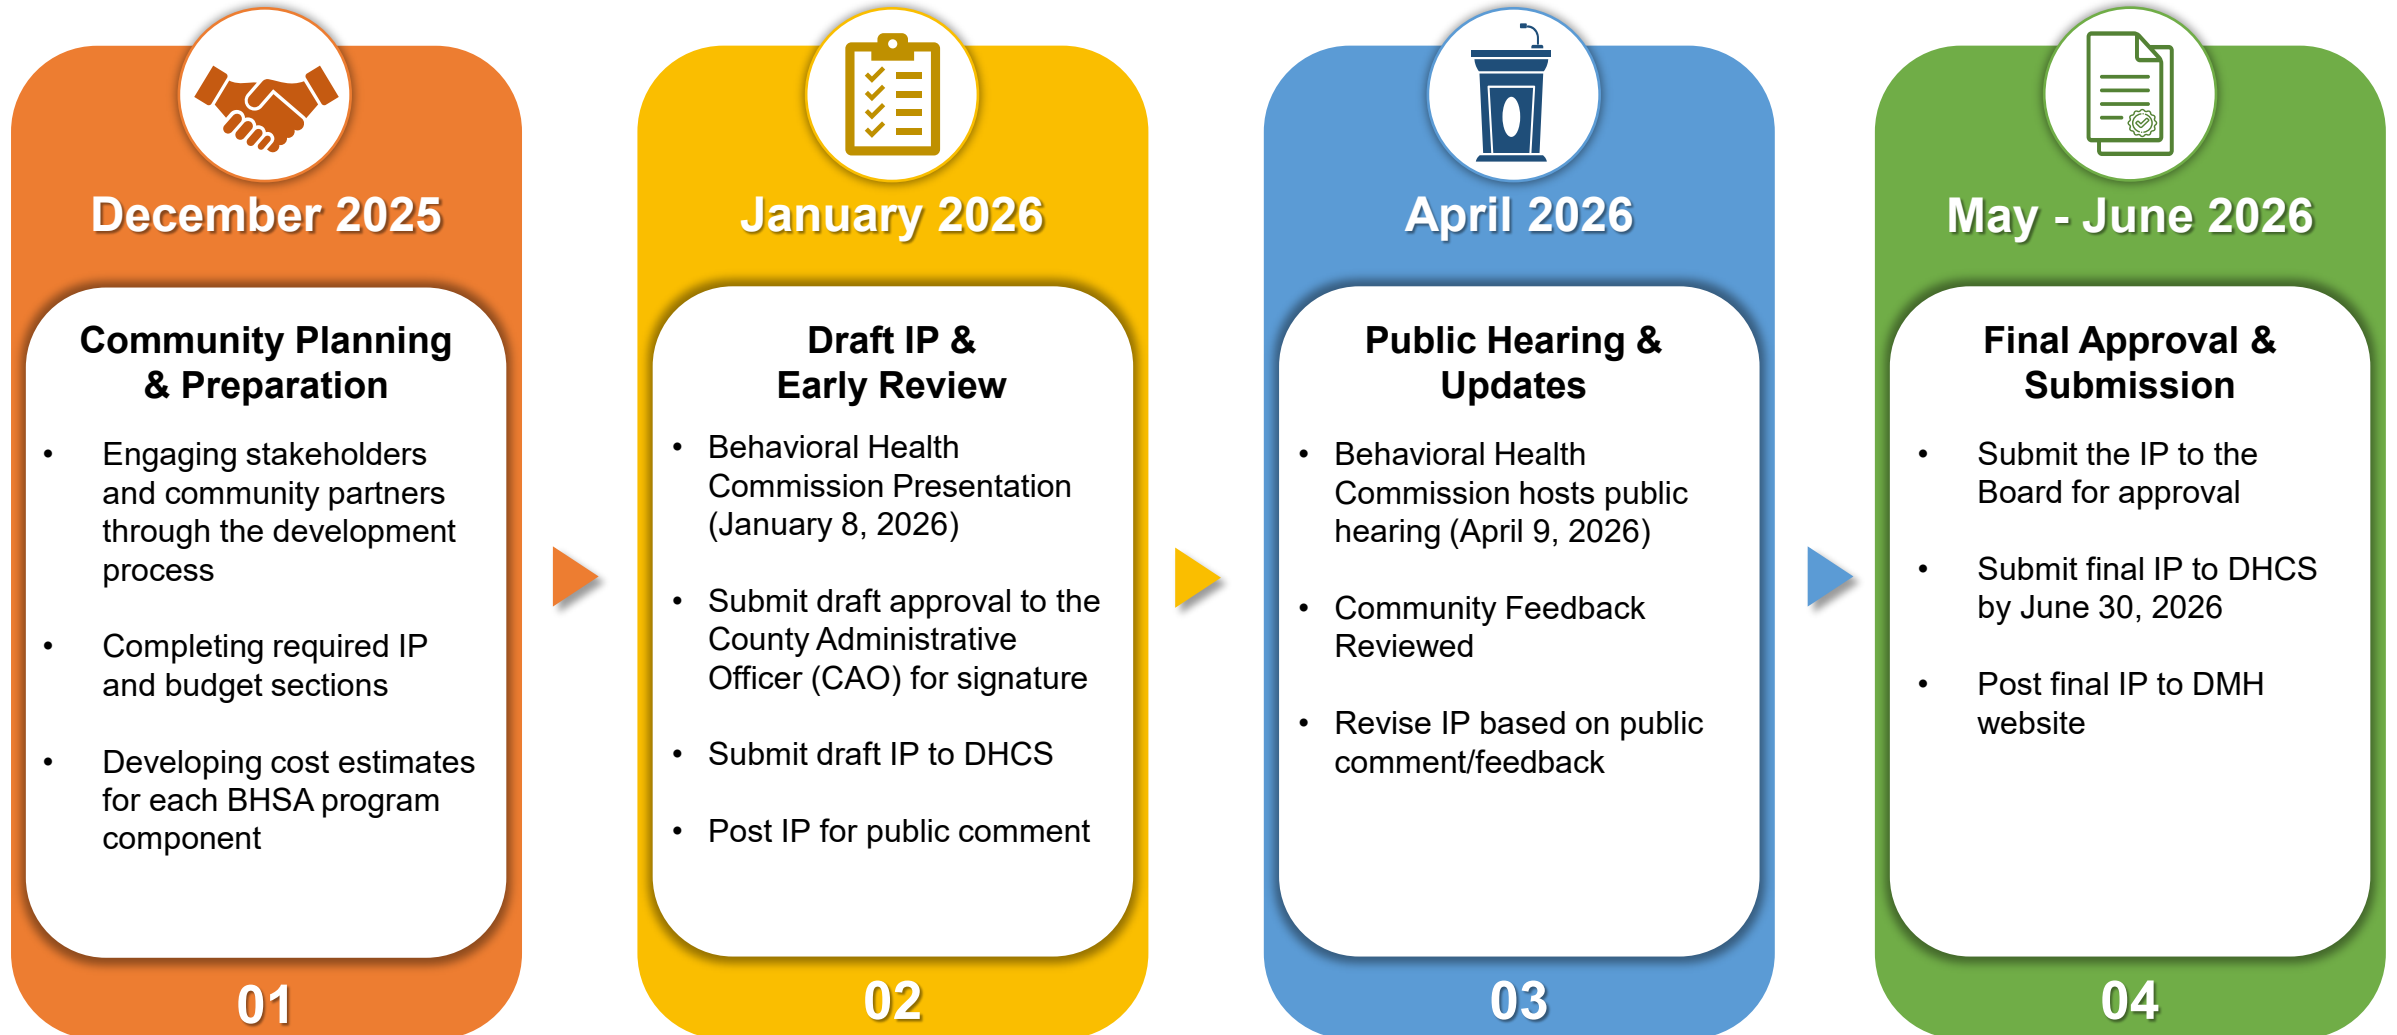 December 2025
Community Planning
& Preparation
• Engaging stakeholders
and community partners
through the development
process
• Completing required IP
and budget sections
• Developing cost estimates
for each BHSA program
component
01
January 2026
Draft IP &
Early Review
• Behavioral Health
Commission Presentation
(January 8, 2026)
• Submit draft approval to the
County Administrative
Officer (CAO) for signature
• Submit draft IP to DHCS
• Post IP for public comment
02
April 2026
Public Hearing &
Updates
• Behavioral Health
Commission hosts public
hearing (April 9, 2026)
• Community Feedback
Reviewed
• Revise IP based on public
comment/feedback
03
May - June 2026
Final Approval &
Submission
• Submit the IP to the
Board for approval
• Submit final IP to DHCS
by June 30, 2026
• Post final IP to DMH
website
04